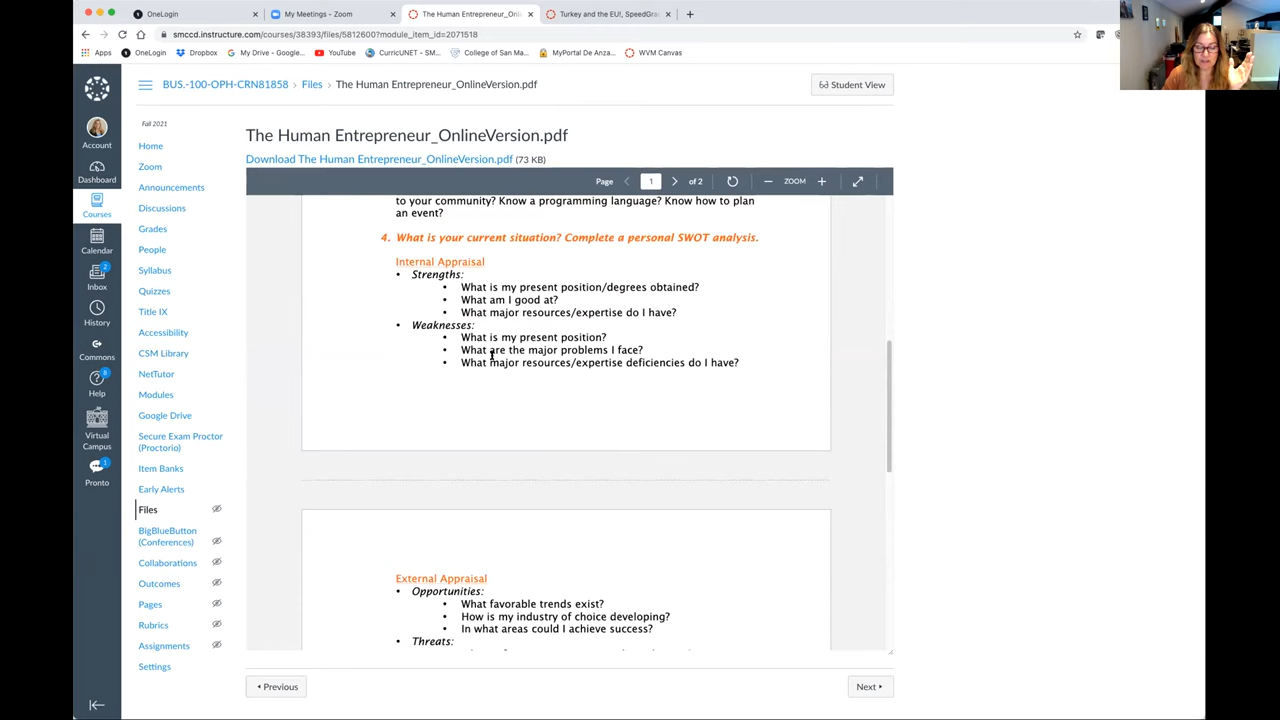 OneLogin
My Meetings - Zoom
The Human Entrepreneur_Onli
Turkey and the EU!, SpeedGra
smccd.instructure.com/courses/38393/files/5812600?module_item_id=2071518
Apps
OneLogin
Dropbox
My Drive - Google...
YouTube
CurricUNET - SM...
College of San Ma...
MyPortal De Anza...
WVM Canvas
BUS.-100-OPH-CRN81858 › Files › The Human Entrepreneur_OnlineVersion.pdf
Student View
Account
Dashboard
Courses
Calendar
2
Inbox
History
Commons
8
Help
Virtual
Campus
1
Pronto
Fall 2021
Home
Zoom
Announcements
Discussions
Grades
People
Syllabus
Quizzes
Title IX
Accessibility
CSM Library
NetTutor
Modules
Google Drive
Secure Exam Proctor
(Proctorio)
Item Banks
Early Alerts
Files
BigBlueButton
(Conferences)
Collaborations
Outcomes
Pages
Rubrics
Assignments
Settings
The Human Entrepreneur_OnlineVersion.pdf
Download The Human Entrepreneur_OnlineVersion.pdf (73 KB)
Page 1 of 2 ZOOM
to your community? Know a programming language? Know how to plan
an event?
4. What is your current situation? Complete a personal SWOT analysis.
Internal Appraisal
• Strengths:
• What is my present position/degrees obtained?
• What am I good at?
• What major resources/expertise do I have?
• Weaknesses:
• What is my present position?
• What are the major problems I face?
• What major resources/expertise deficiencies do I have?
External Appraisal
• Opportunities:
• What favorable trends exist?
• How is my industry of choice developing?
• In what areas could I achieve success?
• Threats:
Previous
Next